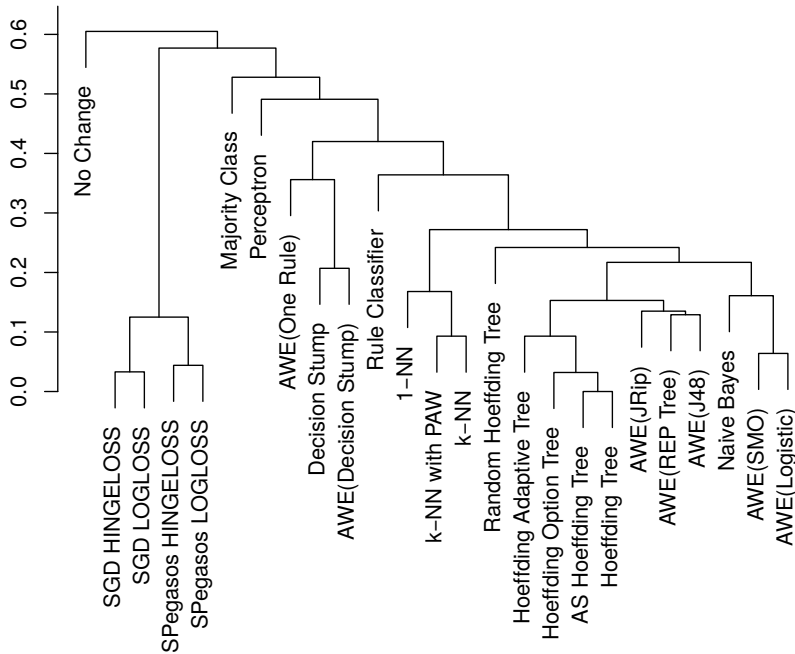 0.6
0.5
0.4
0.3
0.2
0.1
0.0
No Change
SGD HINGELOSS
SGD LOGLOSS
SPegasos HINGELOSS
SPegasos LOGLOSS
Majority Class
Perceptron
AWE(One Rule)
Decision Stump
AWE(Decision Stump)
Rule Classifier
1−NN
k−NN with PAW
k−NN
Random Hoeffding Tree
Hoeffding Adaptive Tree
Hoeffding Option Tree
AS Hoeffding Tree
Hoeffding Tree
AWE(JRip)
AWE(REP Tree)
AWE(J48)
Naive Bayes
AWE(SMO)
AWE(Logistic)